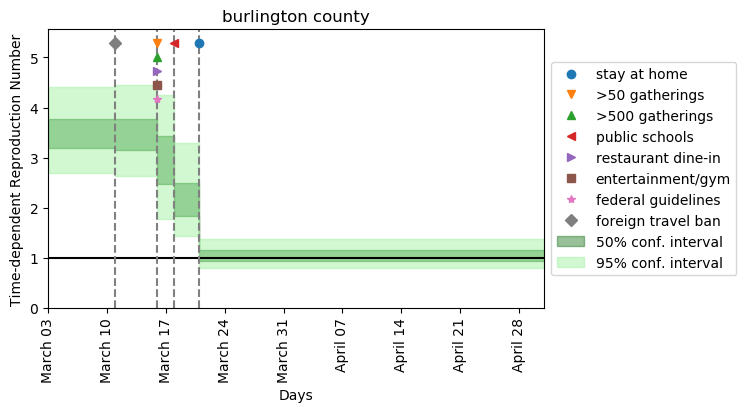 burlington county
Time-dependent Reproduction Number
5
4
3
2
1
0
March 03
March 10
March 17
March 24
March 31
April 07
April 14
April 21
April 28
Days
stay at home
>50 gatherings
>500 gatherings
public schools
restaurant dine-in
entertainment/gym
federal guidelines
foreign travel ban
50% conf. interval
95% conf. interval